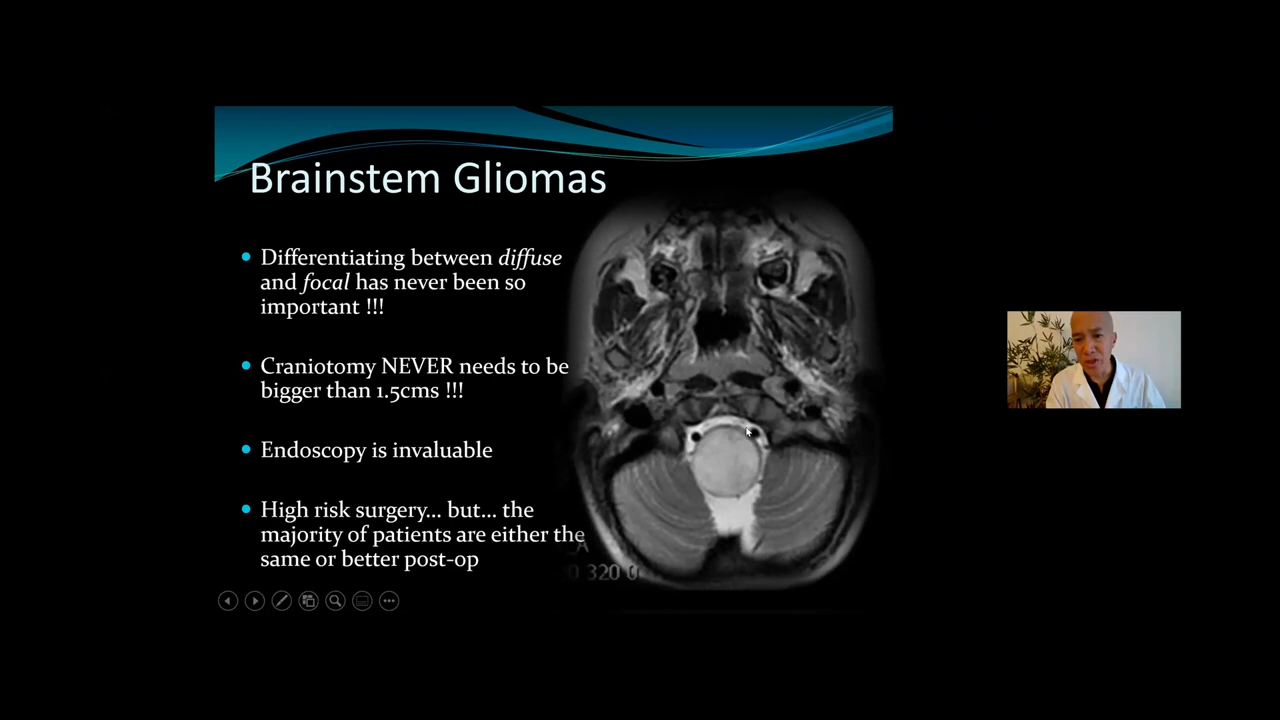 Brainstem Gliomas
Differentiating between diffuse
and focal has never been so
important !!!
Craniotomy NEVER needs to be
bigger than 1.5cms !!!
Endoscopy is invaluable
High risk surgery... but... the
majority of patients are either the
same or better post-op
320